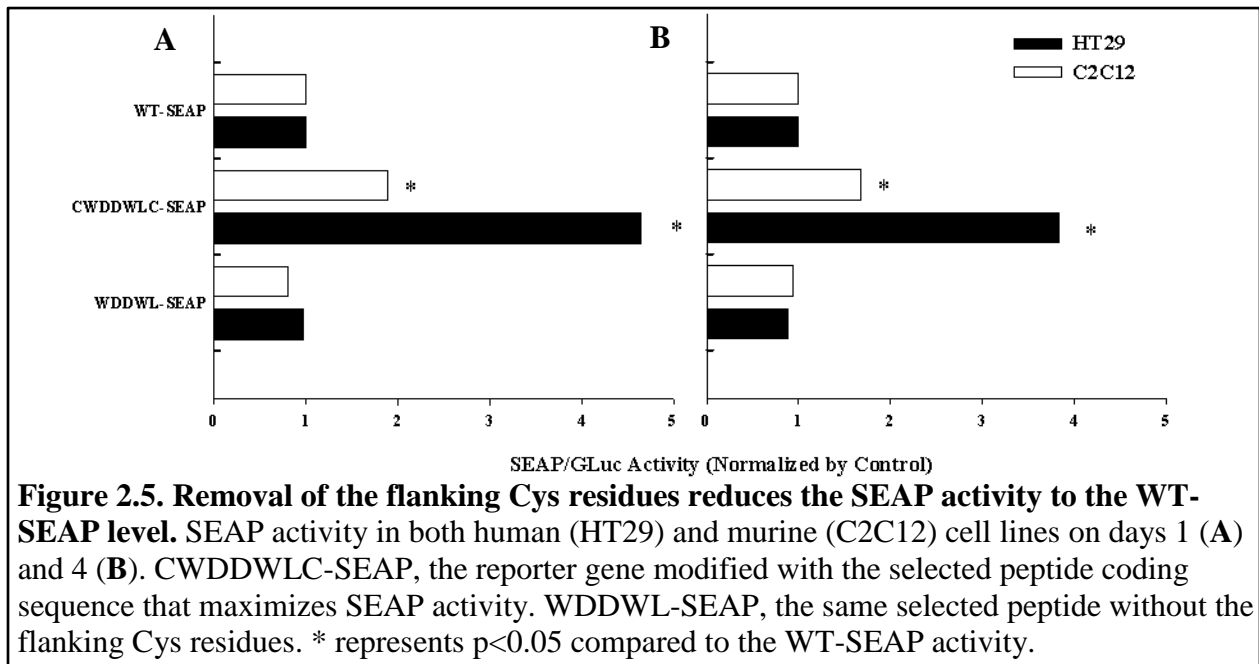 A
B
HT29
C2C12
WT-SEAP
CWDDWLC-SEAP
*
*
*
*
WDDWL-SEAP
0 1 2 3 4 5
0 1 2 3 4 5
SEAP/GLuc Activity (Normalized by Control)
Figure 2.5. Removal of the flanking Cys residues reduces the SEAP activity to the WT-
SEAP level. SEAP activity in both human (HT29) and murine (C2C12) cell lines on days 1 (A)
and 4 (B). CWDDWLC-SEAP, the reporter gene modified with the selected peptide coding
sequence that maximizes SEAP activity. WDDWL-SEAP, the same selected peptide without the
flanking Cys residues. * represents p<0.05 compared to the WT-SEAP activity.